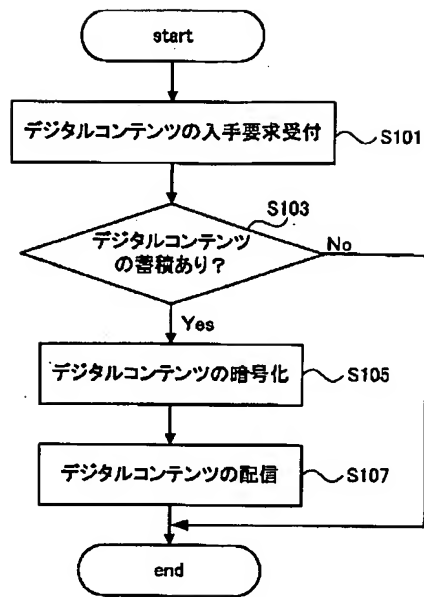 start
デジタルコンテンツの入手要求受付
S101
S103
デジタルコンテンツ
の蓄積あり?
No
Yes
デジタルコンテンツの暗号化
S105
デジタルコンテンツの配信
S107
end